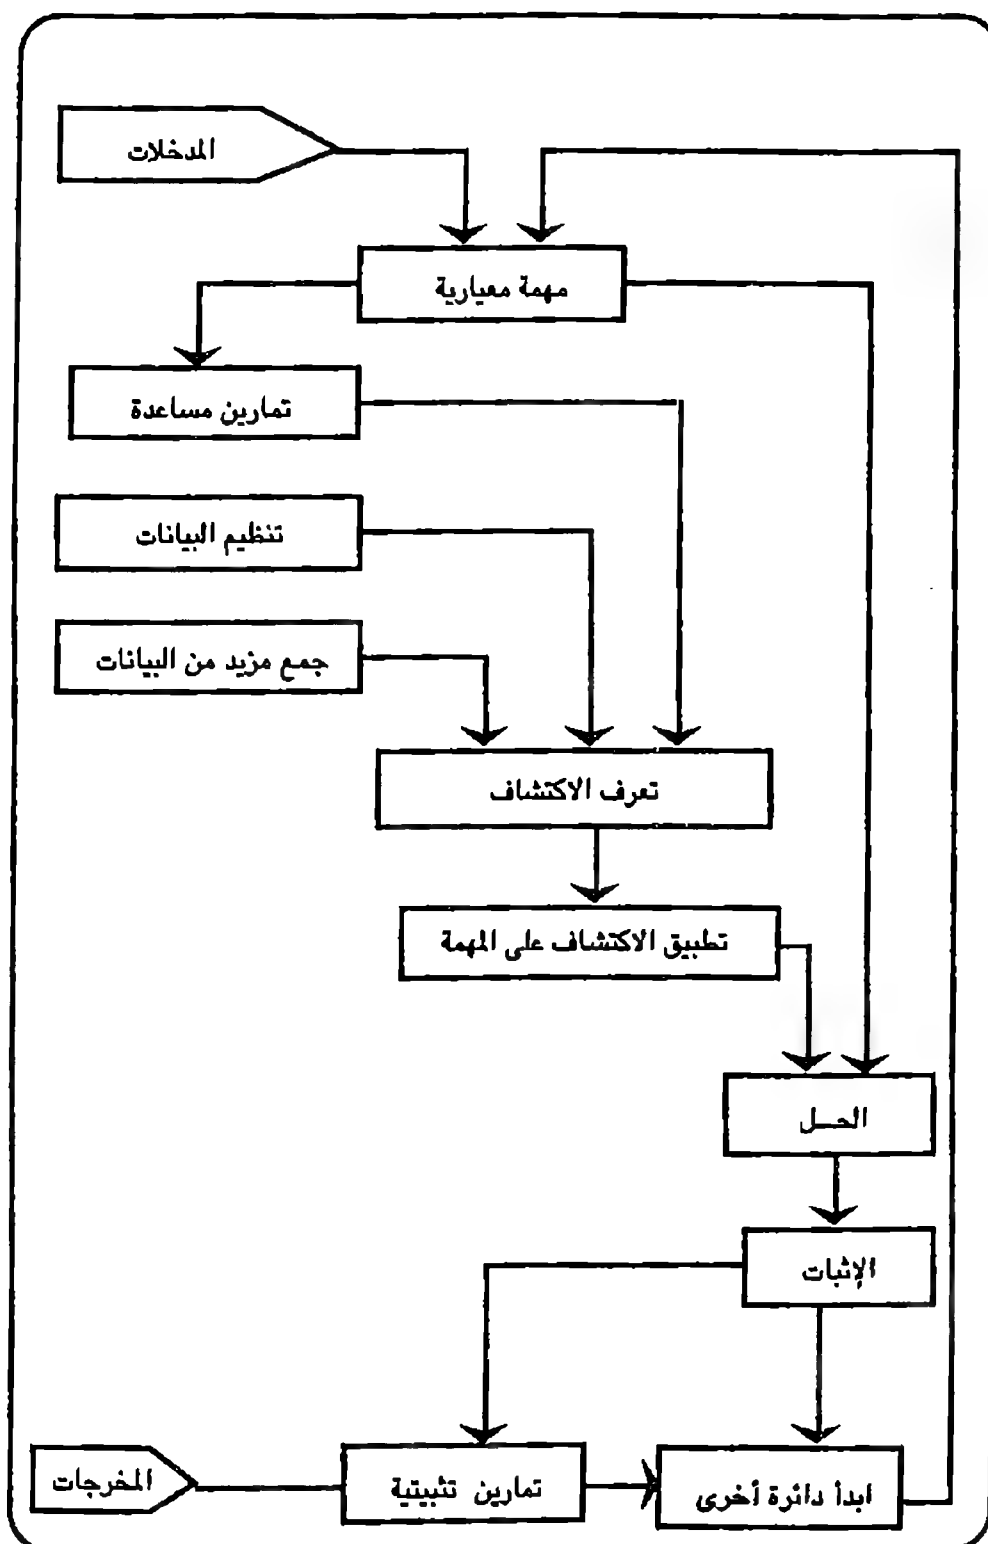 المدخلات
مهمة معيارية
تمارين مساعدة
تنظيم البيانات
جمع مزيد من البيانات
تعرف الاكتشاف
تطبيق الاكتشاف على المهمة
الحـــل
الإثبات
ابدأ دائرة أخرى
تمارين تثبيتية
المخرجات